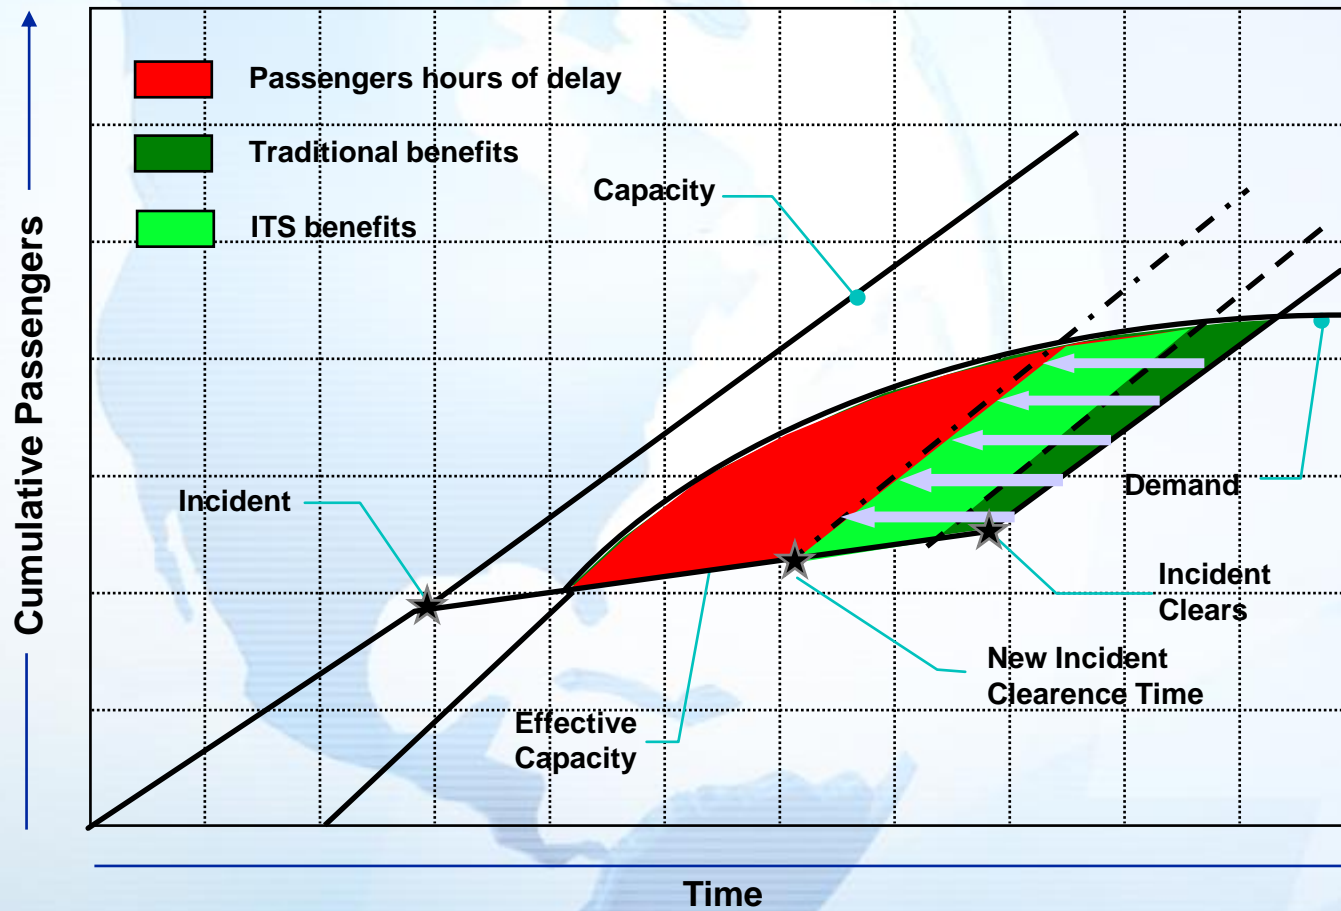 Passengers hours of delay
Traditional benefits
ITS benefits
Capacity
Incident
Demand
Incident
Clears
New Incident
Clearence Time
Effective
Capacity
Cumulative Passengers
Time